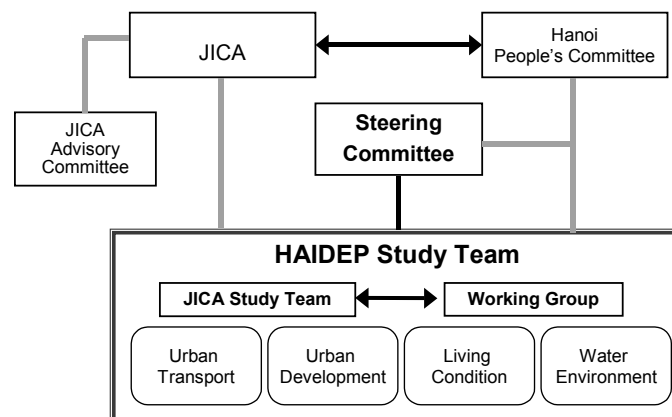 JICA
Hanoi
People's Committee
JICA
Advisory
Committee
Steering
Committee
HAIDEP Study Team
JICA Study Team
Working Group
Urban
Transport
Urban
Development
Living
Condition
Water
Environment